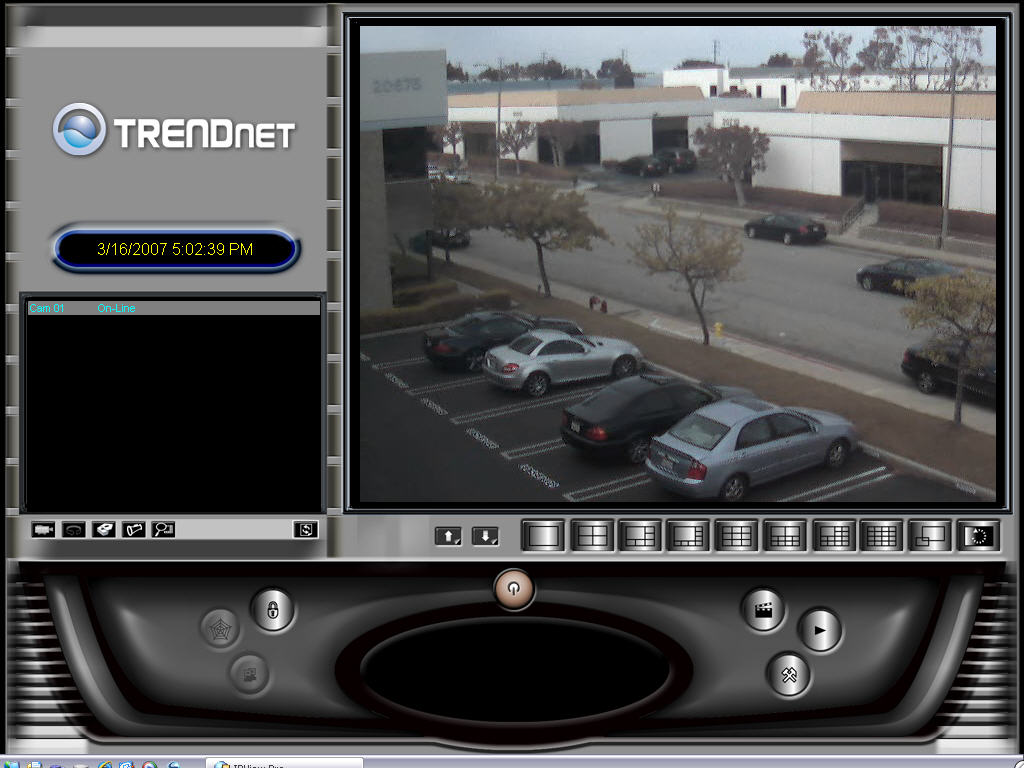 TRENDNET
3/16/2007 5:02:39 PM
Cam 01 On-Line
20675
IPView Pro